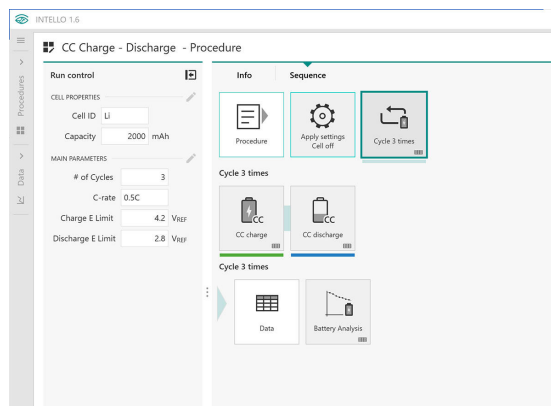 INTELLO 1.6
CC Charge - Discharge - Procedure
Procedures
Data
Run control
CELL PROPERTIES
Cell ID Li
Capacity 2000 mAh
MAIN PARAMETERS
# of Cycles 3
C-rate 0.5C
Charge E Limit 4.2 VREF
Discharge E Limit 2.8 VREF
Info Sequence
Procedure
Apply settings
Cell off
Cycle 3 times
Cycle 3 times
CC
CC charge
CC
CC discharge
Cycle 3 times
Data
Battery Analysis